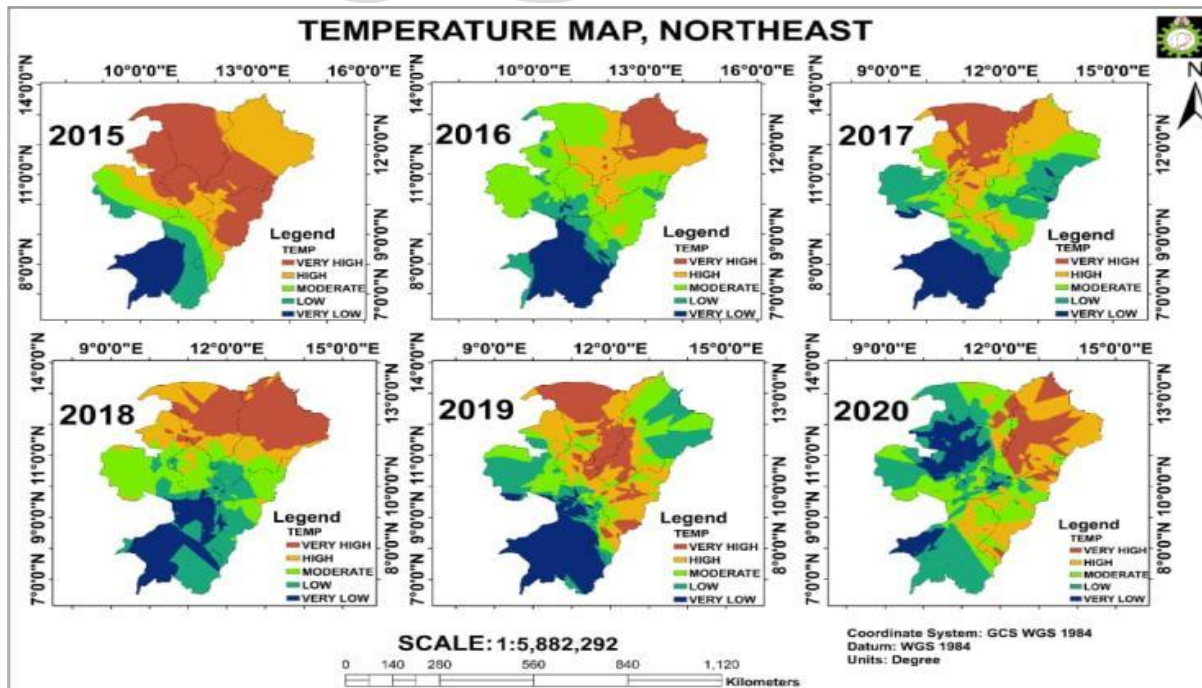 TEMPERATURE MAP, NORTHEAST
N
10°0'0"E 13°0'0"E 16°0'0"E
14°0'0"N
12°0'0"N
11°0'0"N
9°0'0"N
8°0'0"N
7°0'0"N
2015
Legend
TEMP
VERY HIGH
HIGH
MODERATE
LOW
VERY LOW
10°0'0"E 13°0'0"E 16°0'0"E
14°0'0"N
12°0'0"N
11°0'0"N
9°0'0"N
8°0'0"N
7°0'0"N
2016
Legend
TEMP
VERY HIGH
HIGH
MODERATE
LOW
VERY LOW
9°0'0"E 12°0'0"E 15°0'0"E
14°0'0"N
12°0'0"N
11°0'0"N
9°0'0"N
8°0'0"N
7°0'0"N
2017
Legend
TEMP
VERY HIGH
HIGH
MODERATE
LOW
VERY LOW
9°0'0"E 12°0'0"E 15°0'0"E
14°0'0"N
13°0'0"N
11°0'0"N
10°0'0"N
9°0'0"N
8°0'0"N
7°0'0"N
2018
Legend
TEMP
VERY HIGH
HIGH
MODERATE
LOW
VERY LOW
9°0'0"E 12°0'0"E 15°0'0"E
14°0'0"N
13°0'0"N
11°0'0"N
10°0'0"N
9°0'0"N
8°0'0"N
7°0'0"N
2019
Legend
TEMP
VERY HIGH
HIGH
MODERATE
LOW
VERY LOW
9°0'0"E 12°0'0"E 15°0'0"E
14°0'0"N
13°0'0"N
11°0'0"N
10°0'0"N
9°0'0"N
8°0'0"N
7°0'0"N
2020
Legend
TEMP
VERY HIGH
HIGH
MODERATE
LOW
VERY LOW
SCALE: 1:5,882,292
0 140 280 560 840 1,120
Kilometers
Coordinate System: GCS WGS 1984
Datum: WGS 1984
Units: Degree